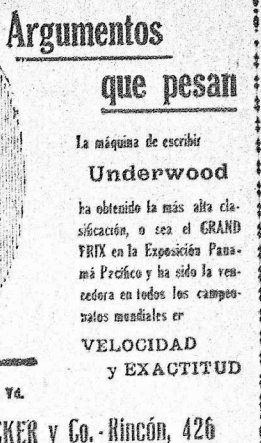 Argumentos
que pesan
La máquina de escribir
Underwood
ha obtenido la más alta cla-
sificación, o sea el GRAND
PRIX en la Exposición Pana-
má Pacífico y ha sido la ven-
cedora en todos los campeo-
natos mundiales en
VELOCIDAD
y EXACTITUD
Vd.
CKER y Co. - Rincón, 426